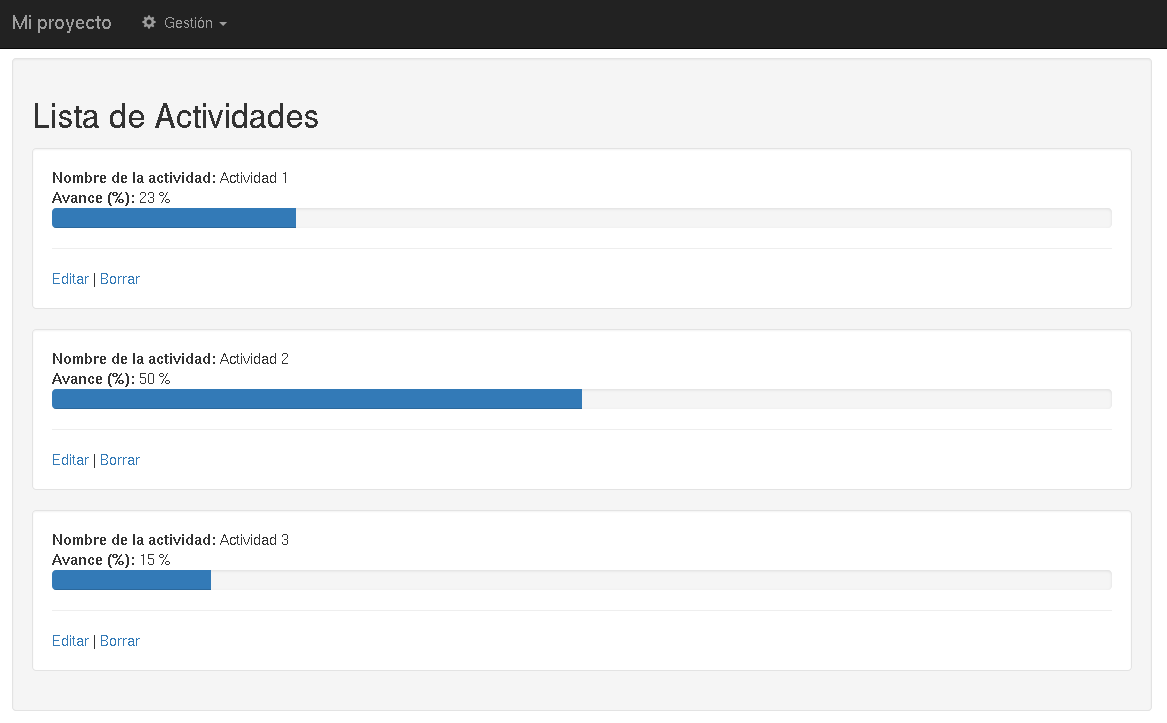 Mi proyecto Gestión
Lista de Actividades
Nombre de la actividad: Actividad 1
Avance (%): 23 %
Editar | Borrar
Nombre de la actividad: Actividad 2
Avance (%): 50 %
Editar | Borrar
Nombre de la actividad: Actividad 3
Avance (%): 15 %
Editar | Borrar